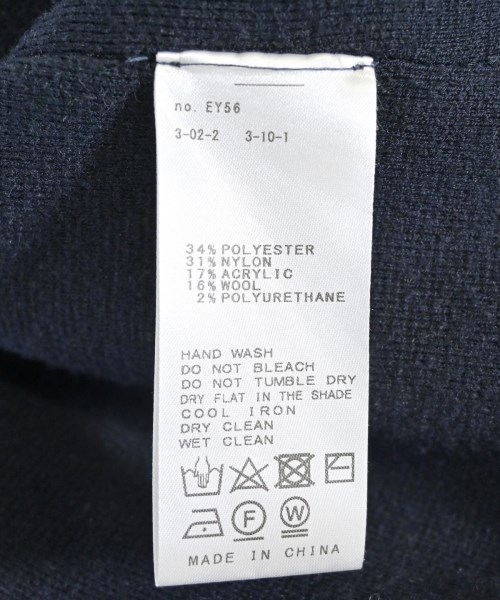 no. EY56
3-02-2 3-10-1
34% POLYESTER
31% NYLON
17% ACRYLIC
16% WOOL
2% POLYURETHANE
HAND WASH
DO NOT BLEACH
DO NOT TUMBLE DRY
DRY FLAT IN THE SHADE
COOL IRON
DRY CLEAN
WET CLEAN
F W
MADE IN CHINA